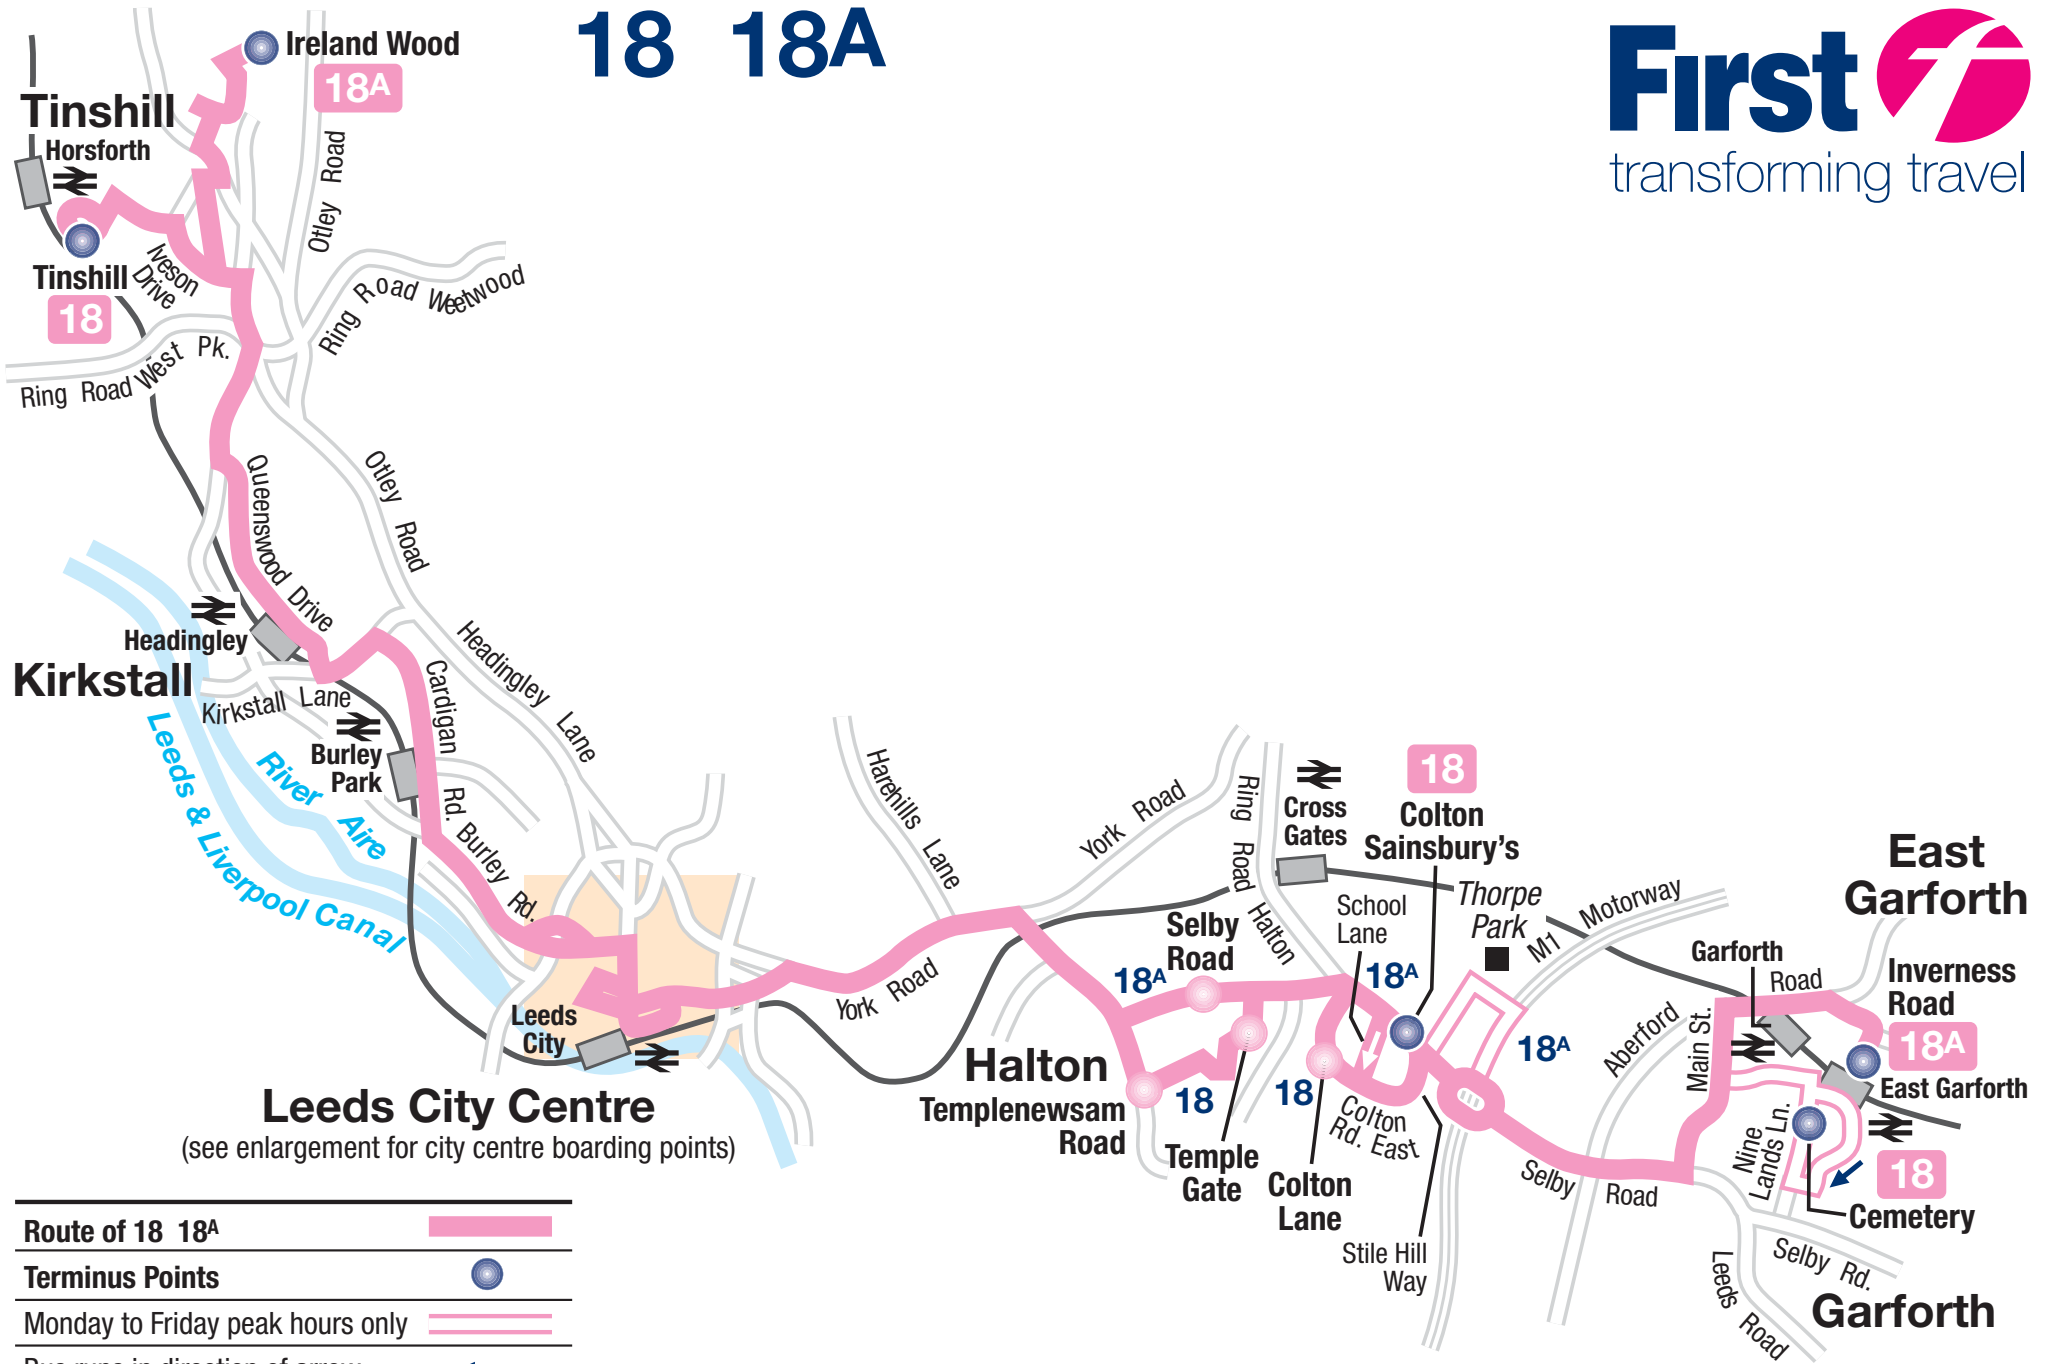 18 18A
First
transforming travel
Ireland Wood
18A
Tinshill
Horsforth
Tinshill
18
Iveson
Drive
Otley Road
Ring Road Weetwood
Ring Road West Pk.
Queenswood Drive
Otley Road
Headingley
Kirkstall
Kirkstall Lane
Headingley Lane
Cardigan Rd.
Burley
Park
Leeds & Liverpool Canal
River Aire
Burley Rd.
Leeds
City
Leeds City Centre
(see enlargement for city centre boarding points)
Harehills Lane
York Road
York Road
Ring Road Halton
Cross
Gates
18
Colton
Sainsbury's
School
Lane
Thorpe
Park
M1 Motorway
Selby
Road
18A
18A
18A
Halton
Templenewsam
Road
18
Temple
Gate
18
Colton
Lane
Colton
Rd. East
Stile Hill
Way
Selby Road
Aberford Road
Main St.
Garforth
East
Garforth
Inverness
Road
18A
East Garforth
Nine
Lands Ln.
18
Cemetery
Selby Rd.
Leeds Road
Garforth
Route of 18 18A
Terminus Points
Monday to Friday peak hours only
Bus runs in direction of arrow